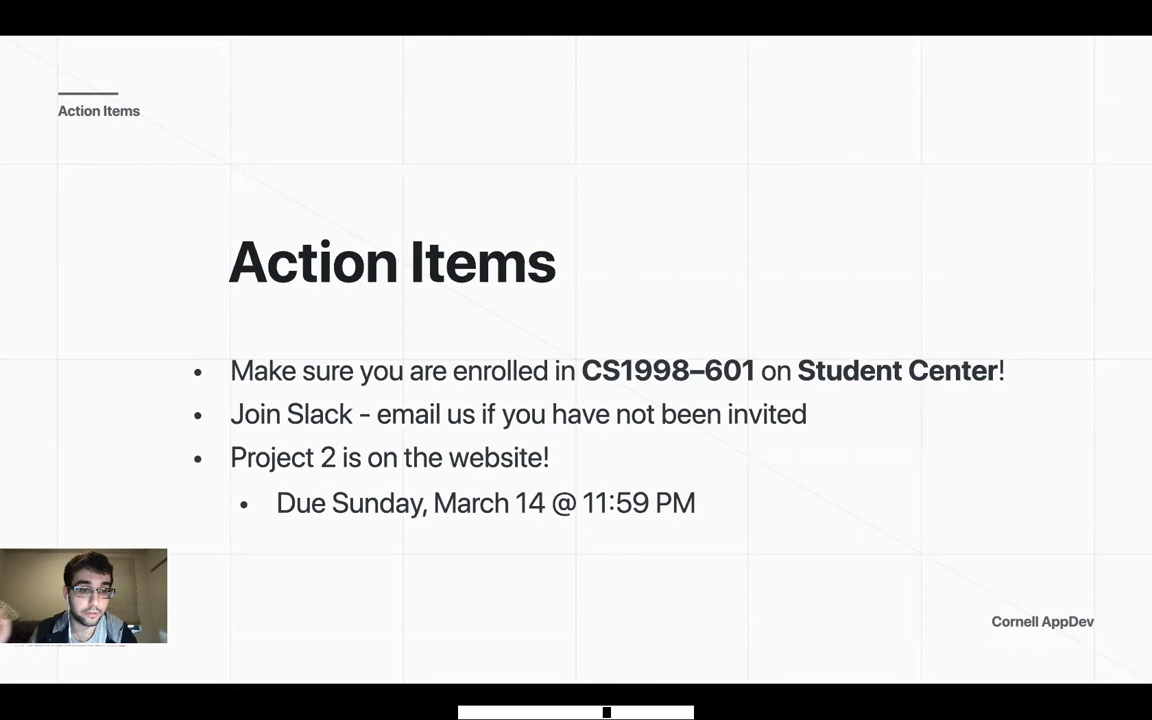 Action Items
Action Items
• Make sure you are enrolled in CS1998–601 on Student Center!
• Join Slack - email us if you have not been invited
• Project 2 is on the website!
• Due Sunday, March 14 @ 11:59 PM
Cornell AppDev